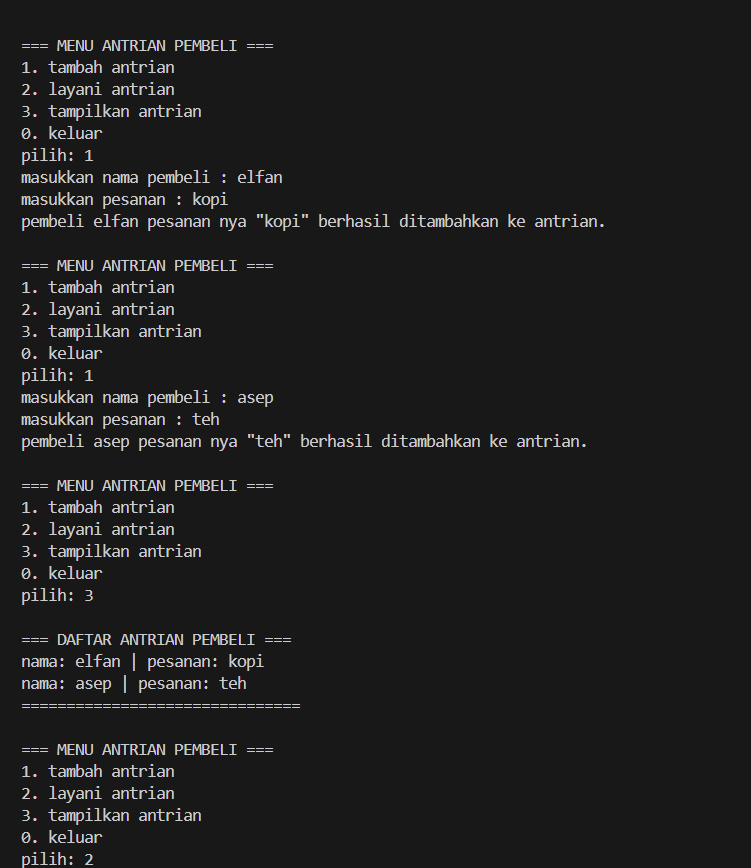 === MENU ANTRIAN PEMBELI ===
1. tambah antrian
2. layani antrian
3. tampilkan antrian
0. keluar
pilih: 1
masukkan nama pembeli : elfan
masukkan pesanan : kopi
pembeli elfan pesanan nya "kopi" berhasil ditambahkan ke antrian.
=== MENU ANTRIAN PEMBELI ===
1. tambah antrian
2. layani antrian
3. tampilkan antrian
0. keluar
pilih: 1
masukkan nama pembeli : asep
masukkan pesanan : teh
pembeli asep pesanan nya "teh" berhasil ditambahkan ke antrian.
=== MENU ANTRIAN PEMBELI ===
1. tambah antrian
2. layani antrian
3. tampilkan antrian
0. keluar
pilih: 3
=== DAFTAR ANTRIAN PEMBELI ===
nama: elfan | pesanan: kopi
nama: asep | pesanan: teh
===============================
=== MENU ANTRIAN PEMBELI ===
1. tambah antrian
2. layani antrian
3. tampilkan antrian
0. keluar
pilih: 2